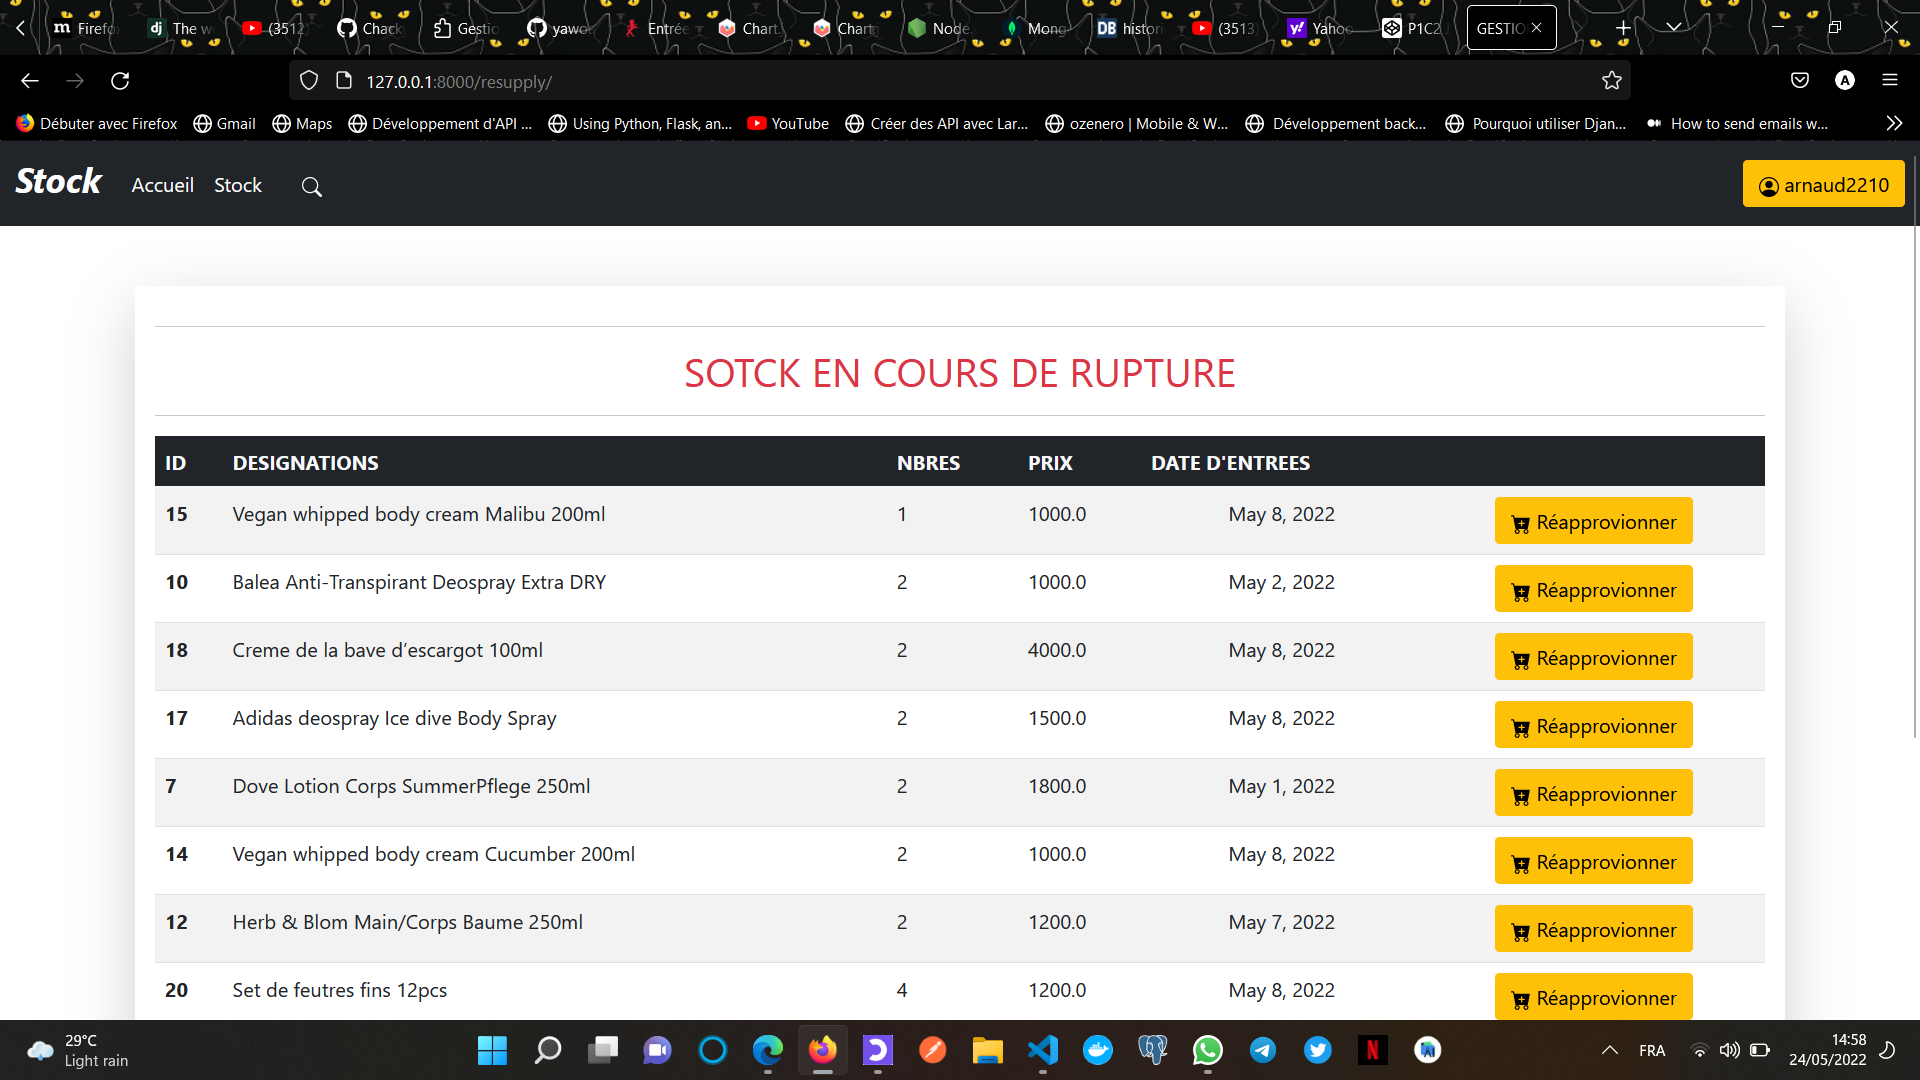 Firefo
The w
(3512
Chack
Gestio
yawo
Entrée
Chart.
Chart
Node.
Mong
DB histori
(3513)
Yaho
P1C2
GESTIO
127.0.0.1:8000/resupply/
A
Débuter avec Firefox
Gmail
Maps
Développement d'API ...
Using Python, Flask, an...
YouTube
Créer des API avec Lar...
ozenero | Mobile & W...
Développement back...
Pourquoi utiliser Djan...
How to send emails w...
Stock
Accueil
Stock
arnaud2210
SOTCK EN COURS DE RUPTURE
ID DESIGNATIONS NBRES PRIX DATE D'ENTREES
15 Vegan whipped body cream Malibu 200ml 1 1000.0 May 8, 2022 Réapprovionner
10 Balea Anti-Transpirant Deospray Extra DRY 2 1000.0 May 2, 2022 Réapprovionner
18 Creme de la bave d’escargot 100ml 2 4000.0 May 8, 2022 Réapprovionner
17 Adidas deospray Ice dive Body Spray 2 1500.0 May 8, 2022 Réapprovionner
7 Dove Lotion Corps SummerPflege 250ml 2 1800.0 May 1, 2022 Réapprovionner
14 Vegan whipped body cream Cucumber 200ml 2 1000.0 May 8, 2022 Réapprovionner
12 Herb & Blom Main/Corps Baume 250ml 2 1200.0 May 7, 2022 Réapprovionner
20 Set de feutres fins 12pcs 4 1200.0 May 8, 2022 Réapprovionner
29°C
Light rain
FRA
14:58
24/05/2022